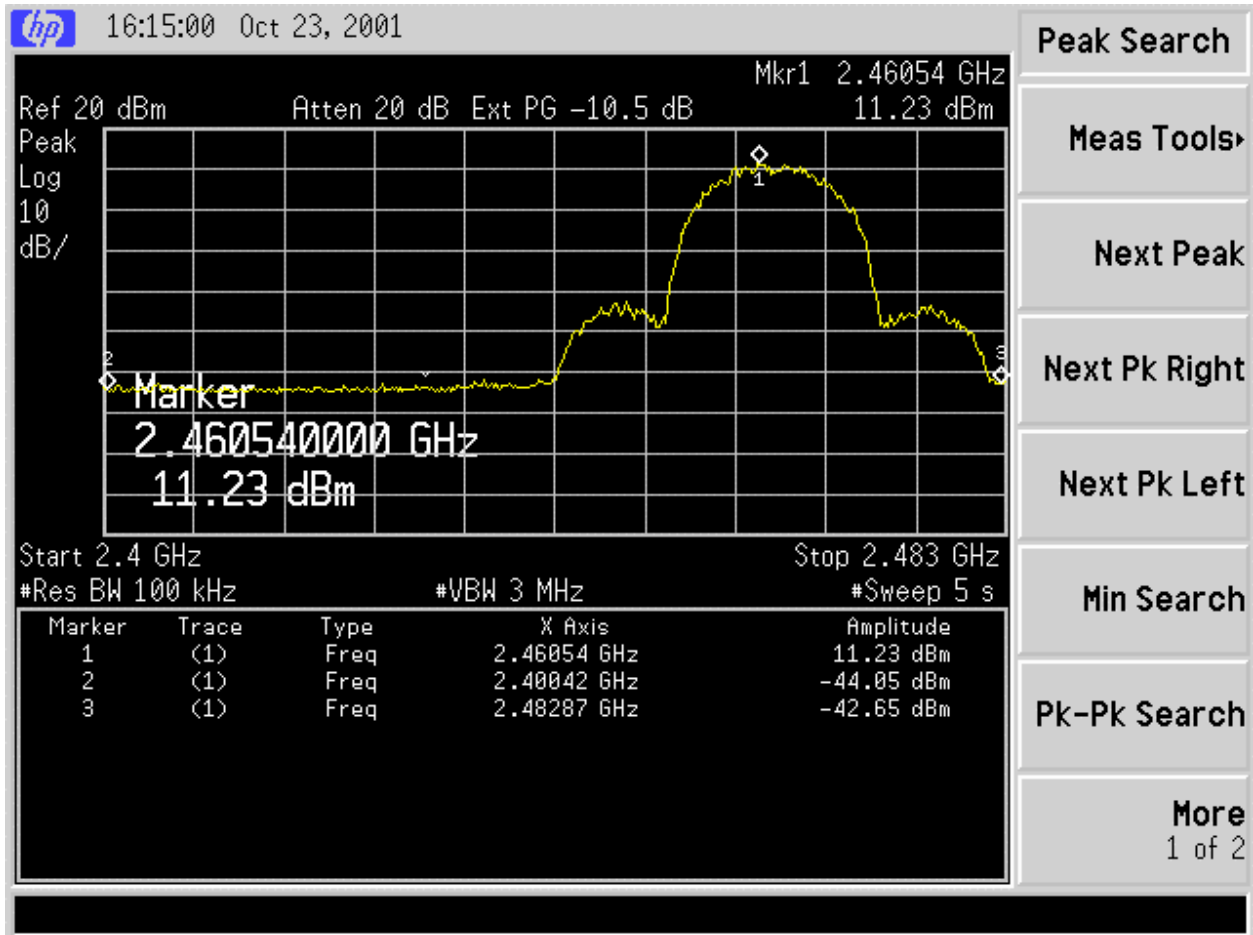 hp 16:15:00 Oct 23, 2001
Peak Search
Mkr1 2.46054 GHz
Ref 20 dBm Atten 20 dB Ext PG -10.5 dB 11.23 dBm
Peak
Log
10
dB/
1
2
3
Marker
2.460540000 GHz
11.23 dBm
Start 2.4 GHz Stop 2.483 GHz
#Res BW 100 kHz #VBW 3 MHz #Sweep 5 s
Marker Trace Type X Axis Amplitude
1 (1) Freq 2.46054 GHz 11.23 dBm
2 (1) Freq 2.40042 GHz -44.05 dBm
3 (1) Freq 2.48287 GHz -42.65 dBm
Meas Tools
Next Peak
Next Pk Right
Next Pk Left
Min Search
Pk-Pk Search
More
1 of 2